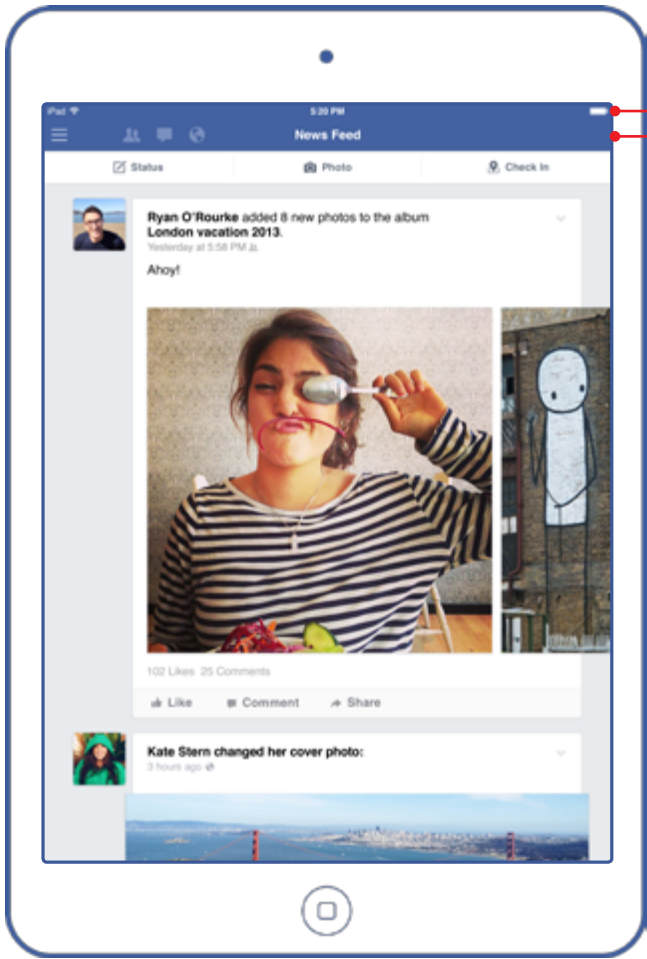 iPad
5:20 PM
News Feed
Status
Photo
Check In
Ryan O'Rourke added 8 new photos to the album
London vacation 2013.
Yesterday at 5:58 PM
Ahoy!
102 Likes 25 Comments
Like
Comment
Share
Kate Stern changed her cover photo:
3 hours ago